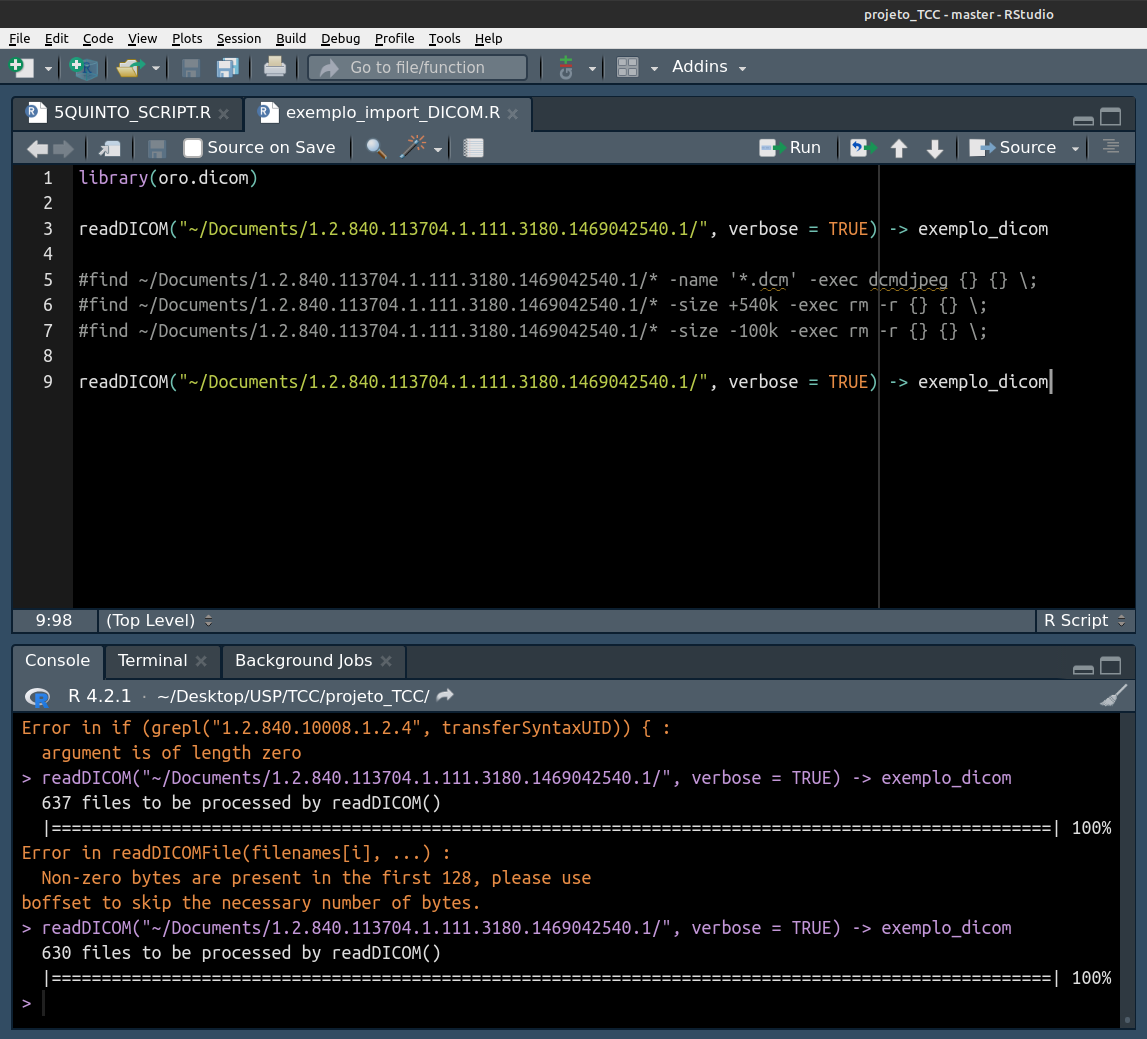 projeto_TCC - master - RStudio
File Edit Code View Plots Session Build Debug Profile Tools Help
Go to file/function Addins
5QUINTO_SCRIPT.R exemplo_import_DICOM.R
Source on Save Run Source
1 library(oro.dicom)
2
3 readDICOM("~/Documents/1.2.840.113704.1.111.3180.1469042540.1/", verbose = TRUE) -> exemplo_dicom
4
5 #find ~/Documents/1.2.840.113704.1.111.3180.1469042540.1/* -name '*.dcm' -exec dcmdjpeg {} {} \;
6 #find ~/Documents/1.2.840.113704.1.111.3180.1469042540.1/* -size +540k -exec rm -r {} {} \;
7 #find ~/Documents/1.2.840.113704.1.111.3180.1469042540.1/* -size -100k -exec rm -r {} {} \;
8
9 readDICOM("~/Documents/1.2.840.113704.1.111.3180.1469042540.1/", verbose = TRUE) -> exemplo_dicom
9:98 (Top Level) R Script
Console Terminal Background Jobs
R 4.2.1 · ~/Desktop/USP/TCC/projeto_TCC/
Error in if (grepl("1.2.840.10008.1.2.4", transferSyntaxUID)) { :
argument is of length zero
> readDICOM("~/Documents/1.2.840.113704.1.111.3180.1469042540.1/", verbose = TRUE) -> exemplo_dicom
637 files to be processed by readDICOM()
|=====================================================================================================| 100%
Error in readDICOMFile(filenames[i], ...) :
Non-zero bytes are present in the first 128, please use
boffset to skip the necessary number of bytes.
> readDICOM("~/Documents/1.2.840.113704.1.111.3180.1469042540.1/", verbose = TRUE) -> exemplo_dicom
630 files to be processed by readDICOM()
|=====================================================================================================| 100%
>